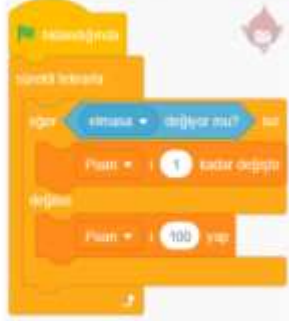 tıklandığında
sürekli tekrarla
eğer elmasa değiyor mu? ise
Puan i 1 kadar değiştir
değilse
Puan i 100 yap